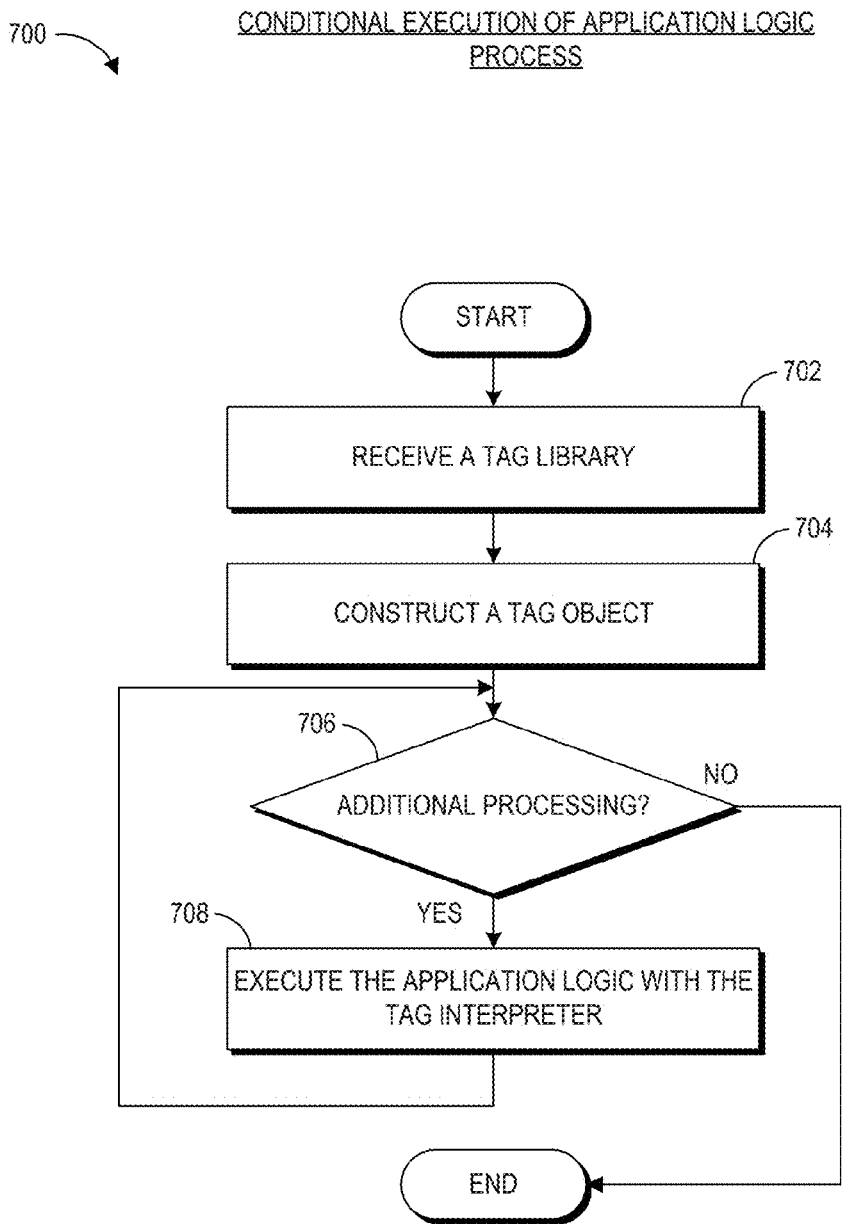 700
CONDITIONAL EXECUTION OF APPLICATION LOGIC
PROCESS
START
702
RECEIVE A TAG LIBRARY
704
CONSTRUCT A TAG OBJECT
706
ADDITIONAL PROCESSING?
NO
YES
708
EXECUTE THE APPLICATION LOGIC WITH THE
TAG INTERPRETER
END